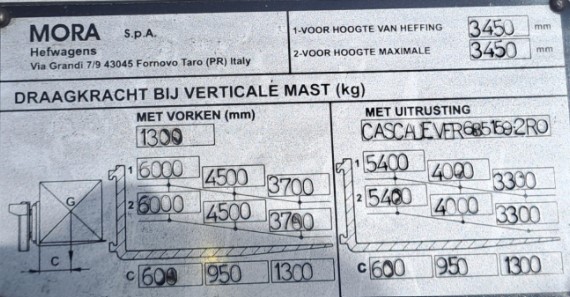 MORA S.p.A.
Hefwagens
Via Grandi 7/9 43045 Fornovo Taro (PR) Italy
1-VOOR HOOGTE VAN HEFFING 3450 mm
2-VOOR HOOGTE MAXIMALE 3450 mm
DRAAGKRACHT BIJ VERTICALE MAST (kg)
MET VORKEN (mm)
1300
1 6000 4500 3700
2 6000 4500 3700
G
C
C 600 950 1300
MET UITRUSTING
1 5400 4000 3300
2 5400 4000 3300
C 600 950 1300